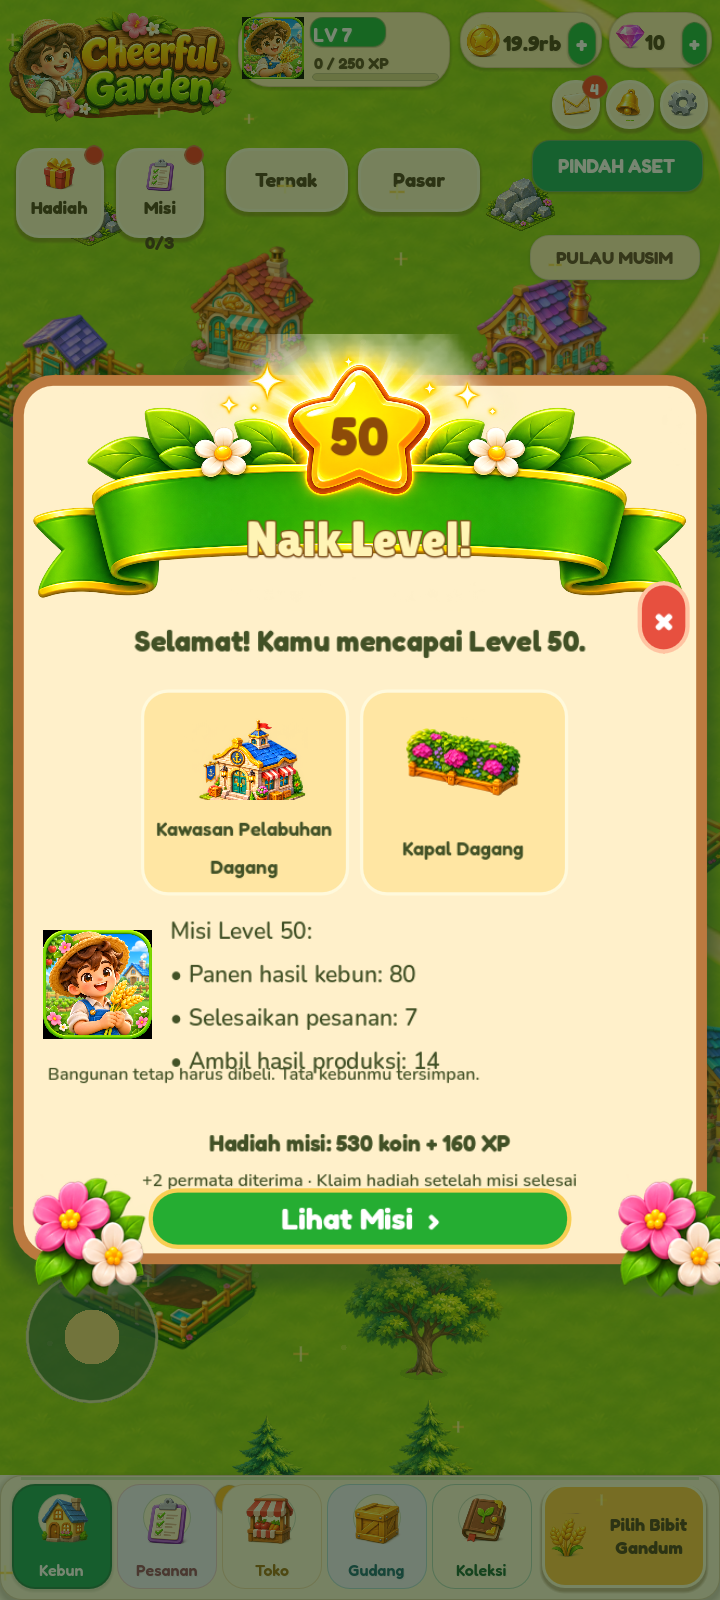 Cheerful
Garden
LV 7
0 / 250 XP
19.9rb
+
10
+
4
Hadiah
Misi
0/3
Ternak
Pasar
PINDAH ASET
PULAU MUSIM
50
Naik Level!
Selamat! Kamu mencapai Level 50.
Kawasan Pelabuhan
Dagang
Kapal Dagang
Misi Level 50:
• Panen hasil kebun: 80
• Selesaikan pesanan: 7
• Ambil hasil produksi: 14
Bangunan tetap harus dibeli. Tata kebunmu tersimpan.
Hadiah misi: 530 koin + 160 XP
+2 permata diterima · Klaim hadiah setelah misi selesai
Lihat Misi ›
Kebun
Pesanan
Toko
Gudang
Koleksi
Pilih Bibit
Gandum